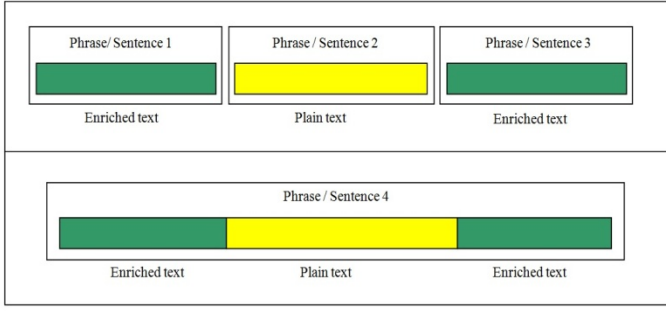 Phrase/ Sentence 1
Phrase / Sentence 2
Phrase / Sentence 3
Enriched text
Plain text
Enriched text
Phrase / Sentence 4
Enriched text
Plain text
Enriched text